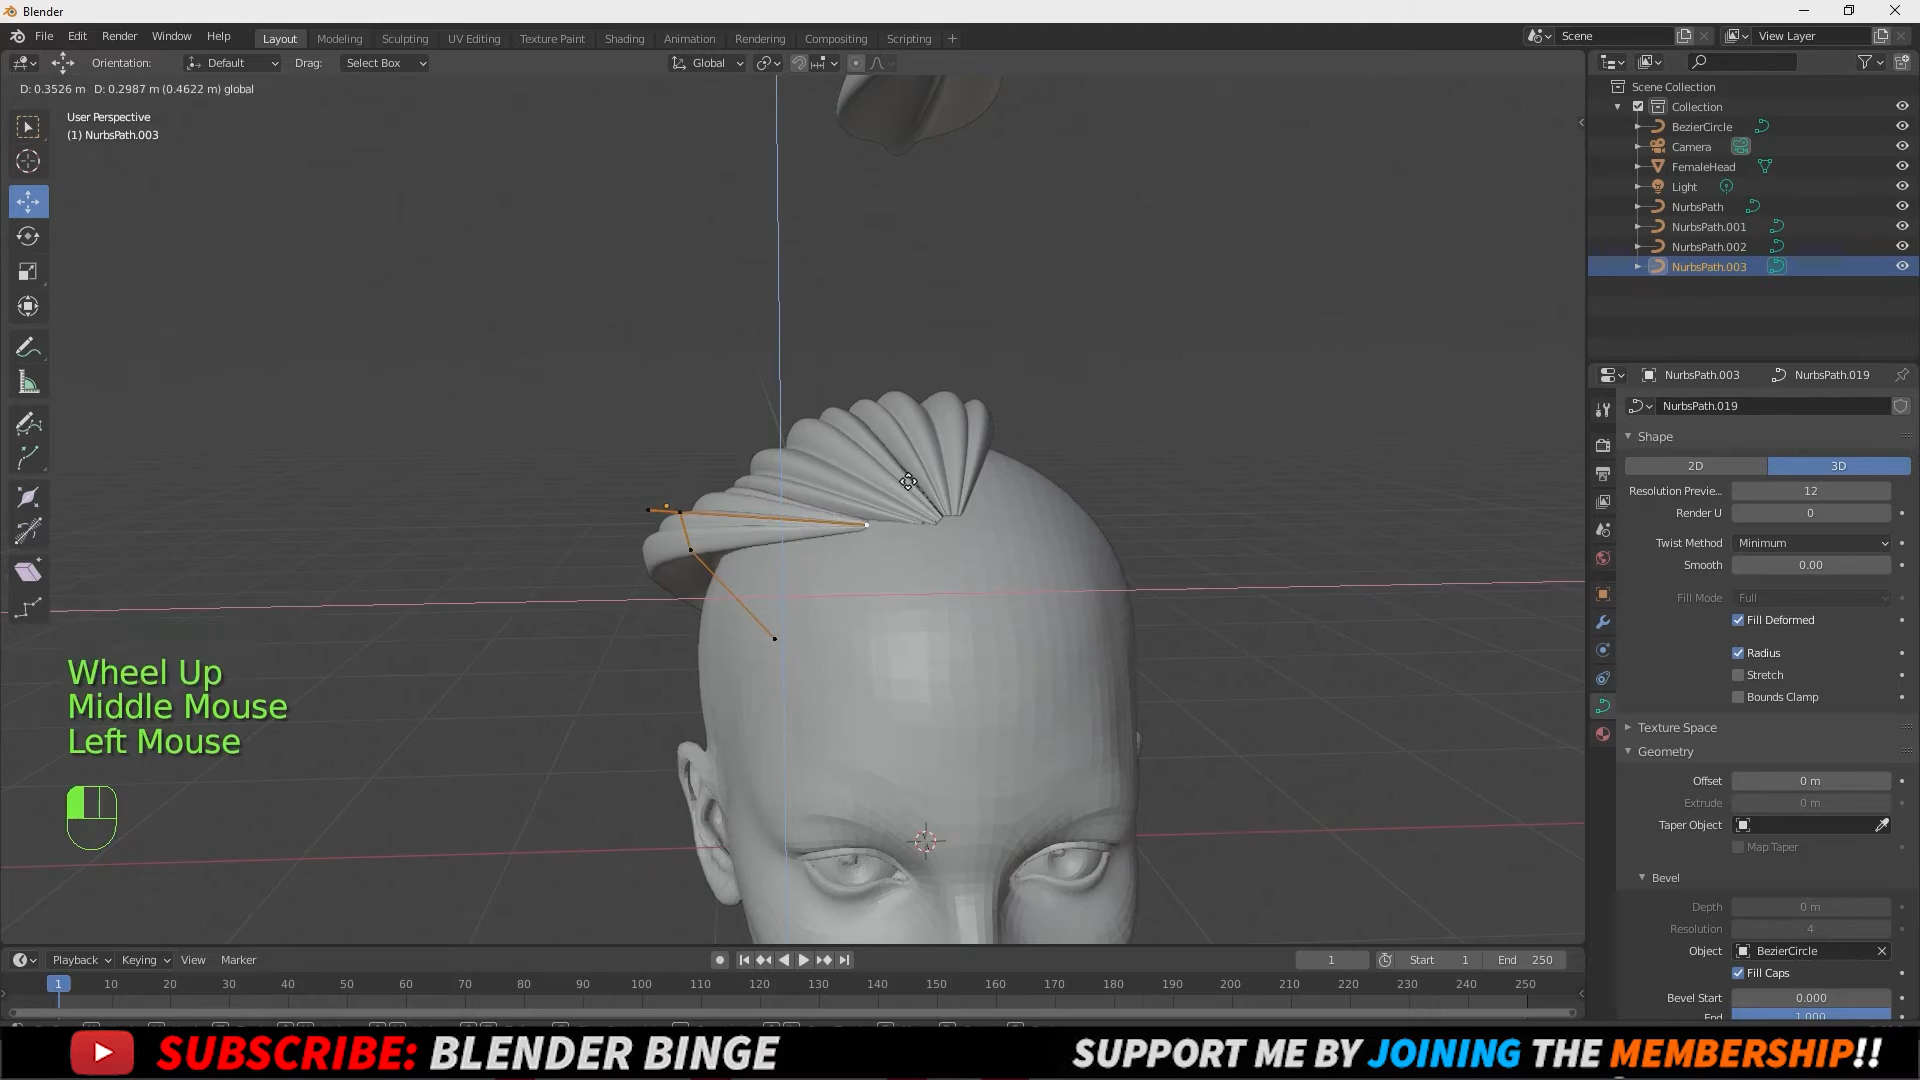 Blender
File Edit Render Window Help Layout Modeling Sculpting UV Editing Texture Paint Shading Animation Rendering Compositing Scripting + Scene View Layer
Orientation: Default Drag: Select Box Global
D: 0.3526 m D: 0.2987 m (0.4622 m) global
User Perspective
(1) NurbsPath.003
Scene Collection
Collection
BezierCircle
Camera
FemaleHead
Light
NurbsPath
NurbsPath.001
NurbsPath.002
NurbsPath.003
NurbsPath.003 NurbsPath.019
NurbsPath.019
Shape
2D 3D
Resolution Previe... 12
Render U 0
Twist Method Minimum
Smooth 0.00
Fill Mode Full
Fill Deformed
Radius
Stretch
Bounds Clamp
Texture Space
Geometry
Offset 0 m
Extrude 0 m
Taper Object
Map Taper
Bevel
Depth 0 m
Resolution 4
Object BezierCircle
Fill Caps
Bevel Start 0.000
End 1.000
Wheel Up
Middle Mouse
Left Mouse
Playback Keying View Marker 1 Start 1 End 250
1 10 20 30 40 50 60 70 80 90 100 110 120 130 140 150 160 170 180 190 200 210 220 230 240 250
SUBSCRIBE: BLENDER BINGE SUPPORT ME BY JOINING THE MEMBERSHIP!!